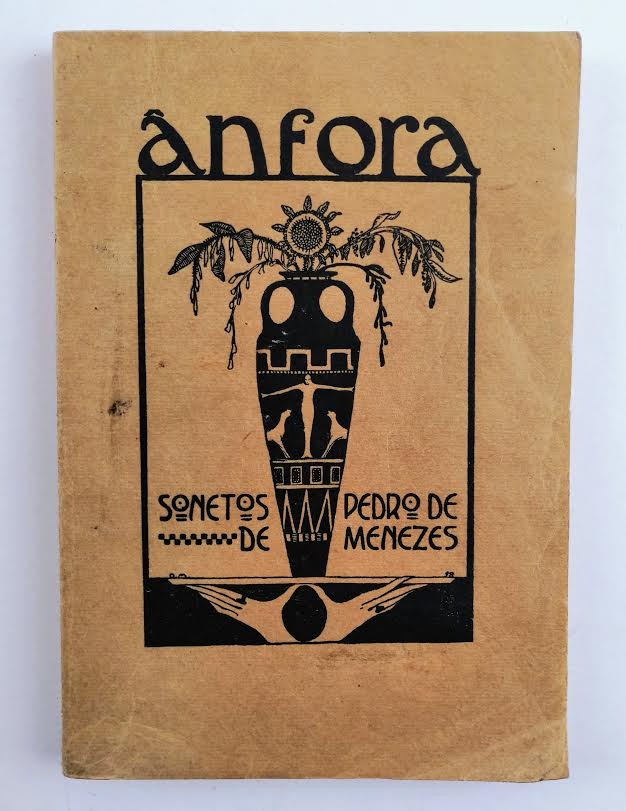 ânfora
SONETOS
DE
PEDRO DE
MENEZES